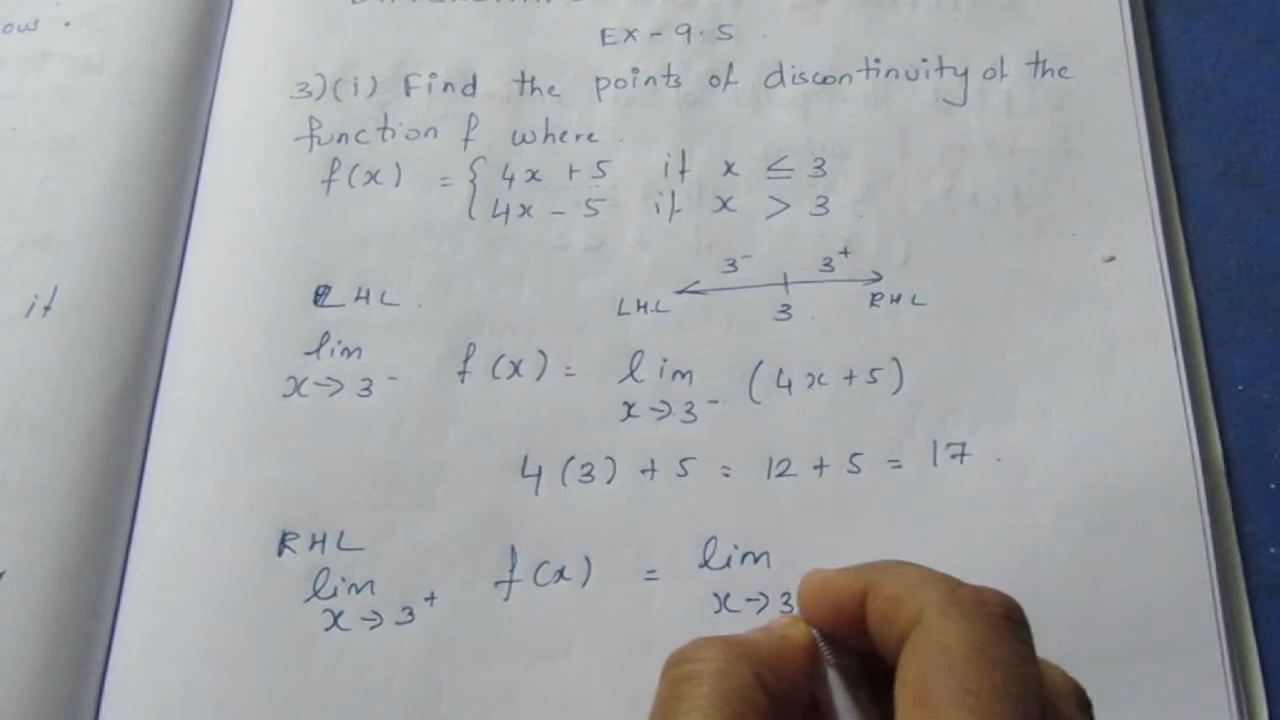 ous.
it
EX - 9.5
3)(i) Find the points of discontinuity of the
function f where.
f(x) = { 4x + 5 if x ≤ 3
4x - 5 if x > 3
3⁻ 3⁺
LHL 3 RHL
LHL.
lim f(x) = lim (4x+5)
x→3⁻ x→3⁻
4(3) + 5 = 12 + 5 = 17.
RHL
lim f(x) = lim
x→3⁺ x→3